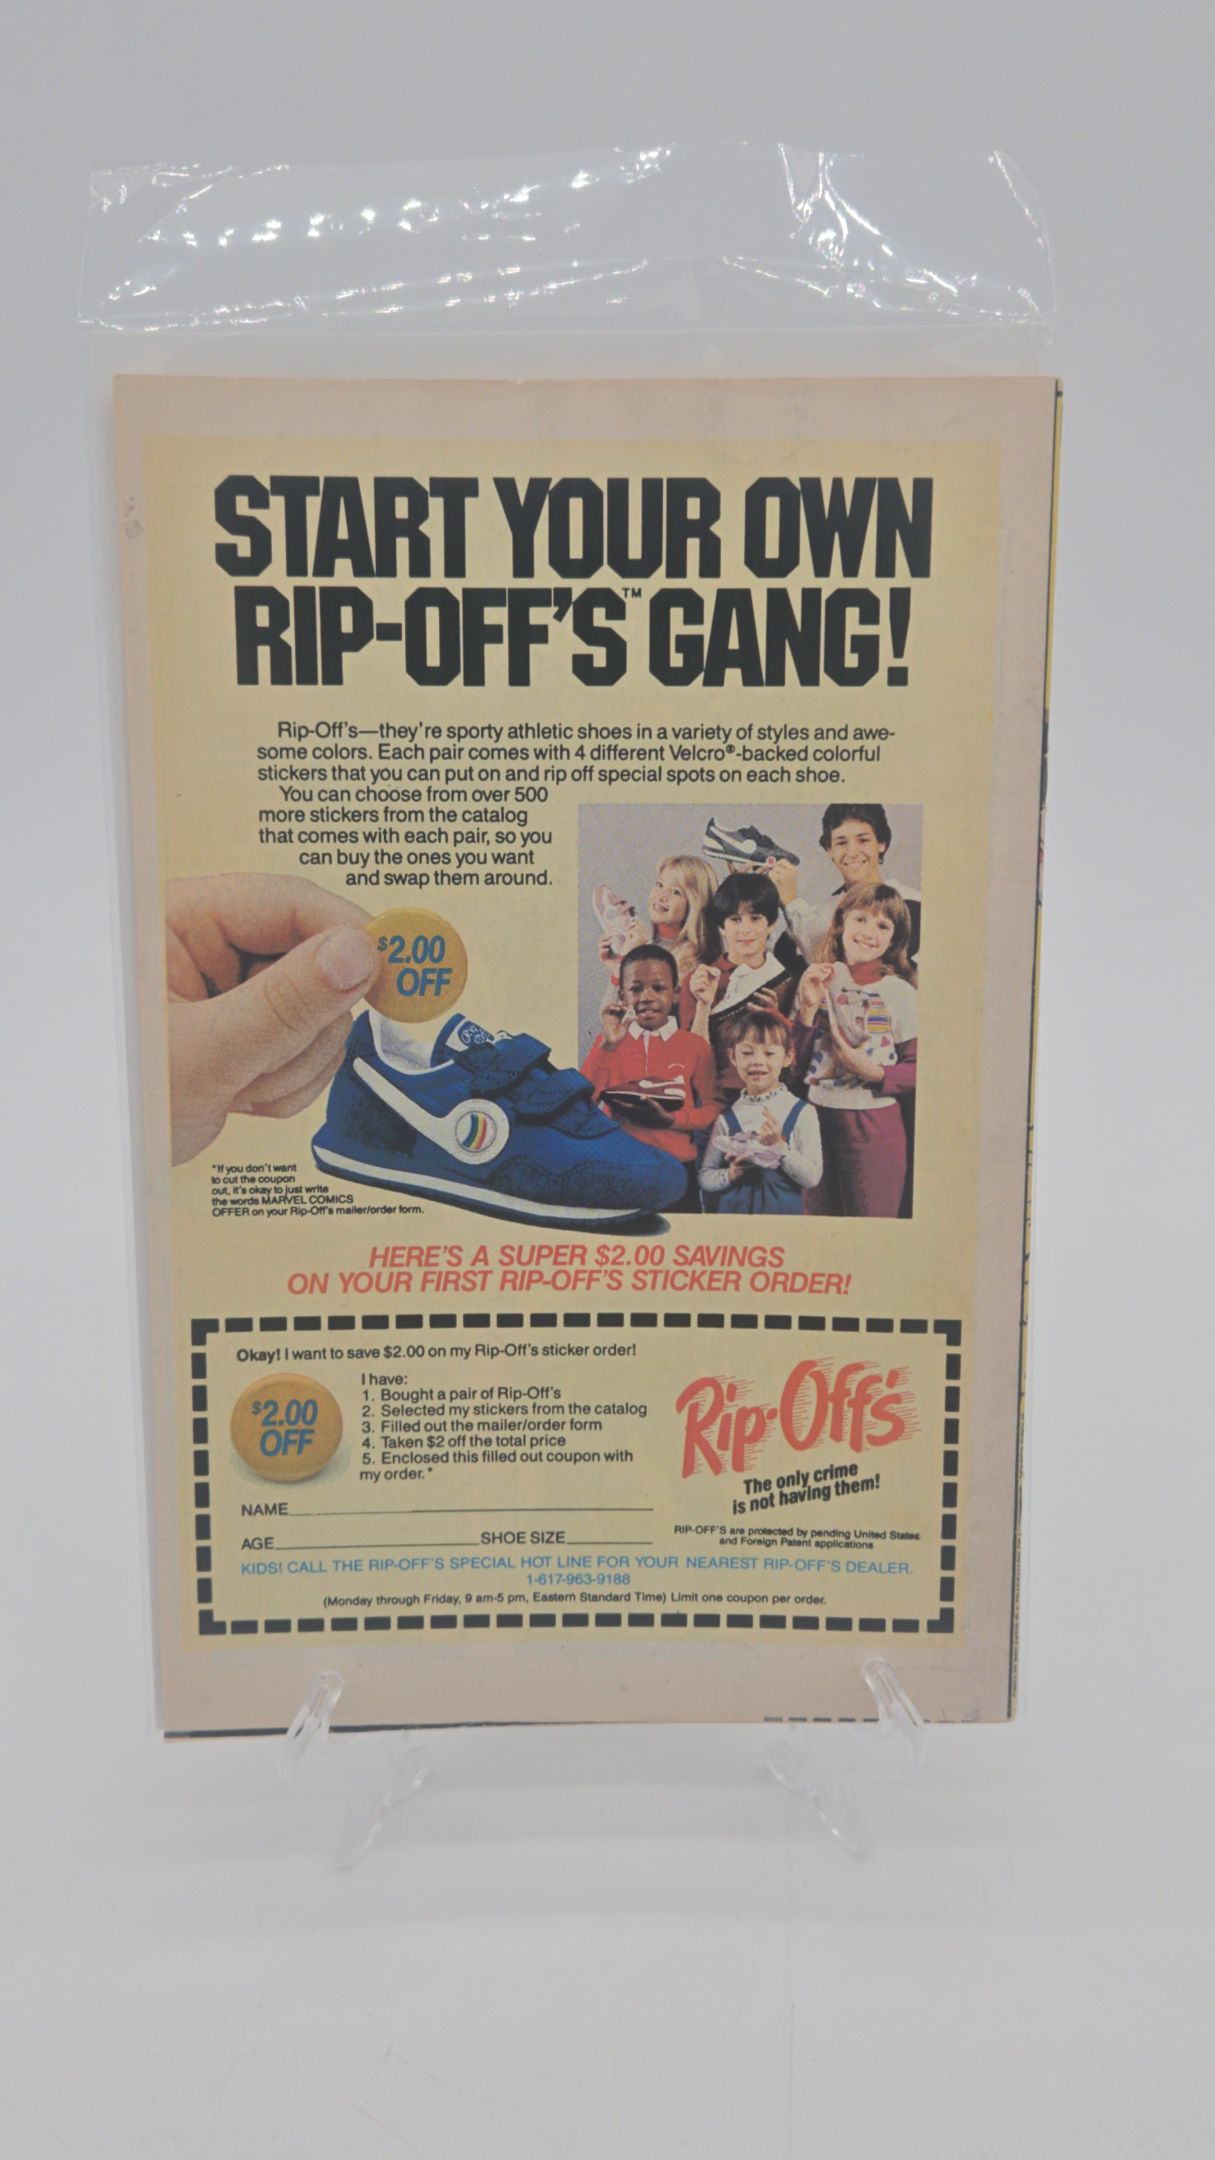 START YOUR OWN
RIP-OFF'S™ GANG!
Rip-Off's—they're sporty athletic shoes in a variety of styles and awe-
some colors. Each pair comes with 4 different Velcro®-backed colorful
stickers that you can put on and rip off special spots on each shoe.
You can choose from over 500
more stickers from the catalog
that comes with each pair, so you
can buy the ones you want
and swap them around.
$2.00
OFF
*If you don't want
to cut the coupon
out, it's okay to just write
the words MARVEL COMICS
OFFER on your Rip-Off's mailer/order form.
HERE'S A SUPER $2.00 SAVINGS
ON YOUR FIRST RIP-OFF'S STICKER ORDER!
Okay! I want to save $2.00 on my Rip-Off's sticker order!
$2.00
OFF
I have:
1. Bought a pair of Rip-Off's
2. Selected my stickers from the catalog
3. Filled out the mailer/order form
4. Taken $2 off the total price
5. Enclosed this filled out coupon with
my order.*
Rip-Off's
The only crime
is not having them!
NAME
AGE SHOE SIZE
RIP-OFF'S are protected by pending United States
and Foreign Patent applications
KIDS! CALL THE RIP-OFF'S SPECIAL HOT LINE FOR YOUR NEAREST RIP-OFF'S DEALER.
1-617-963-9188
(Monday through Friday, 9 am-5 pm, Eastern Standard Time) Limit one coupon per order.